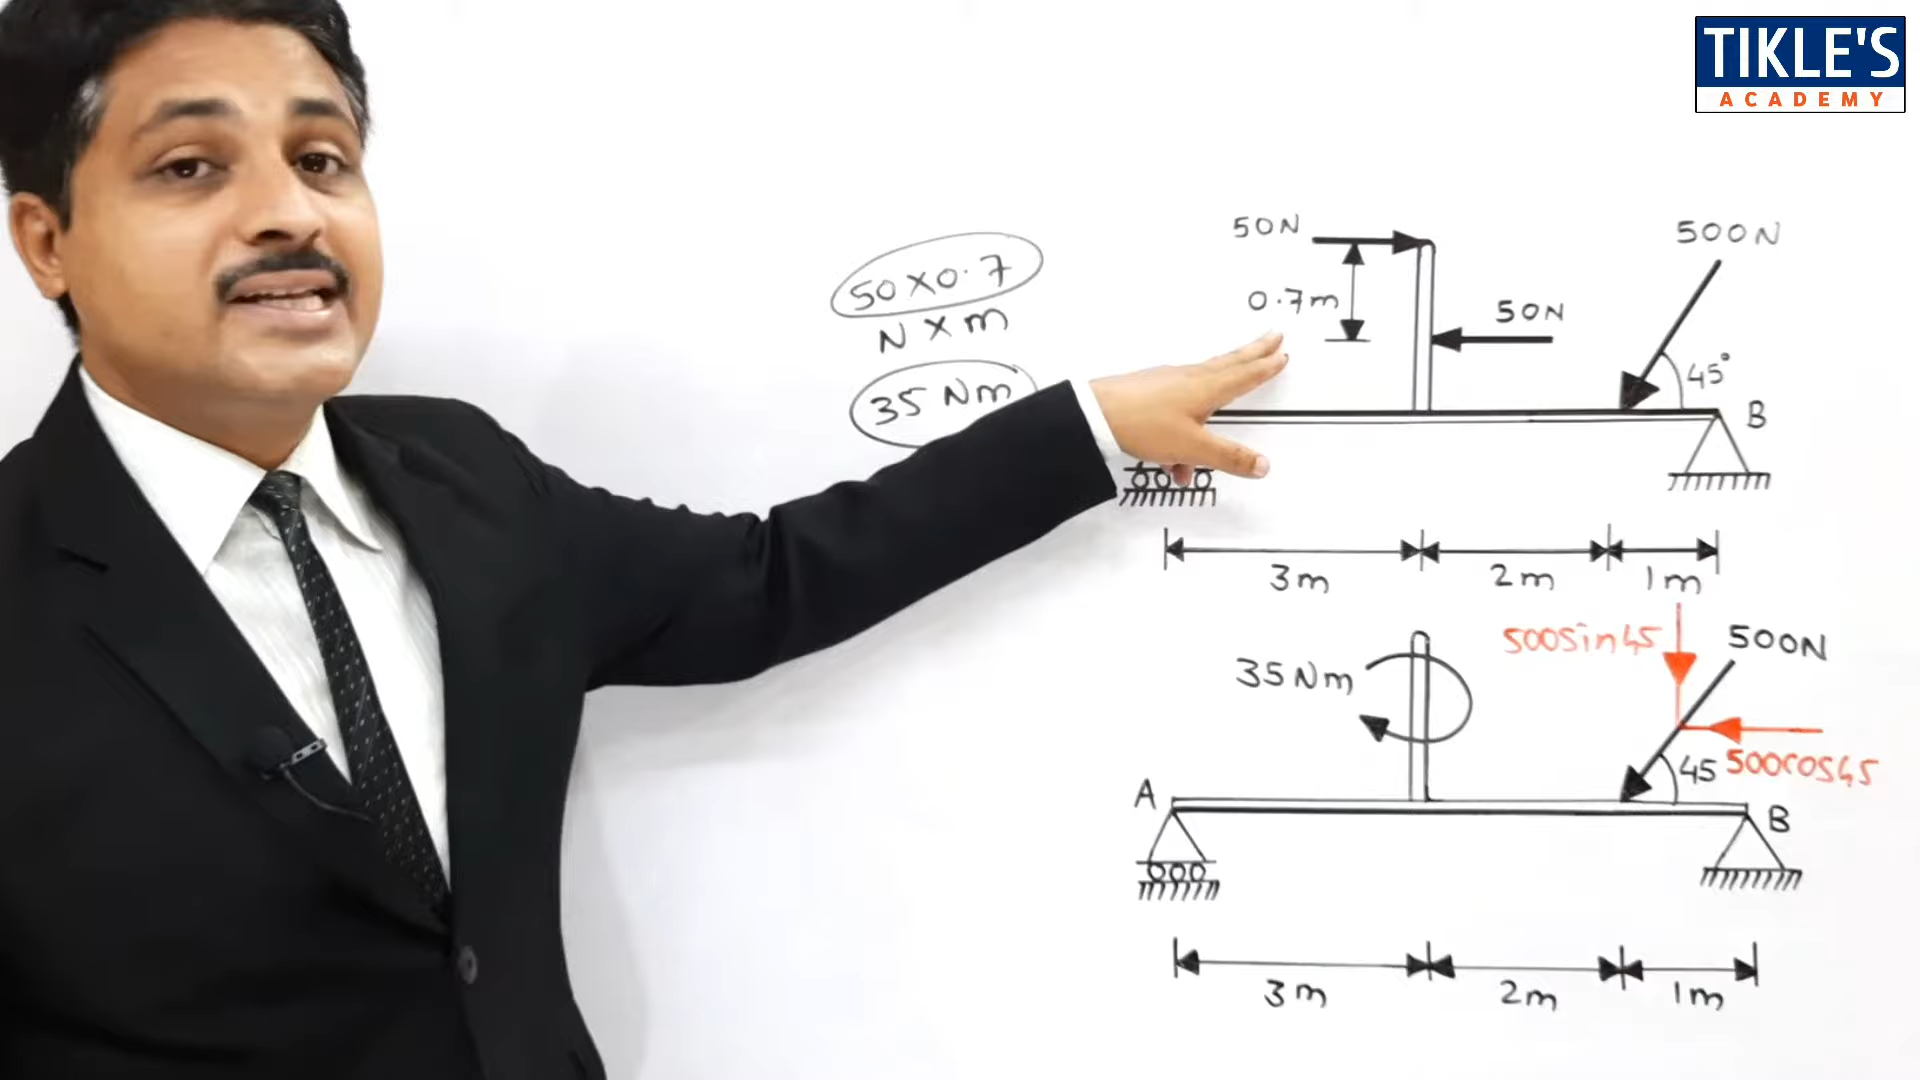 TIKLE'S
ACADEMY
50×0.7
N × m
35 Nm
50N
0.7m
50N
500N
45°
B
3m
2m
1m
35Nm
500sin45
500N
45
500cos45
A
B
3m
2m
1m